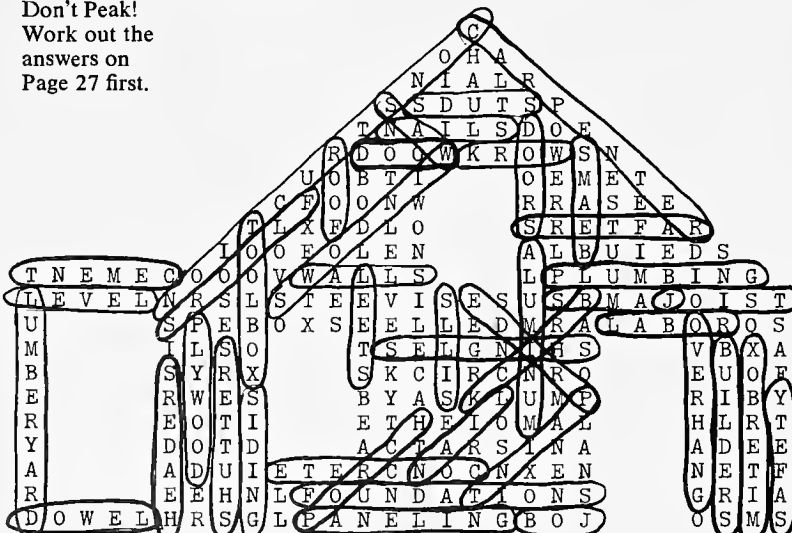 Don't Peak!
Work out the
answers on
Page 27 first.
C
O H A
N I A L R
S S D U T S P
T N A I L S D O E
R D O O W K R O W S N
U O B T I O E M E T
C F O O N W R R A S E E
T L X F D L O S R E T F A R
I O O E O L E N A L B U I E D S
T N E M E C O O O V W A L L S L P L U M B I N G
L E V E L N R S L S T E E V I S E S U S B M A J O I S T
U S P E B O X S E E L L E D M R A L A B O R O S
M I L S O T S E L G N I H S V B X A
B S Y R X S K C I R C N R O E U O F
E R W E S B Y A S K L U M P R I B Y
R E O T I E T H E I O M A L H L R T
Y D O T D A C T A R S I N A A D E E
A A D U I E T E R C N O C N X E N N E T F
R E E H N L F O U N D A T I O N S G R I A
D O W E L H R S G L P A N E L I N G B O J O S M S